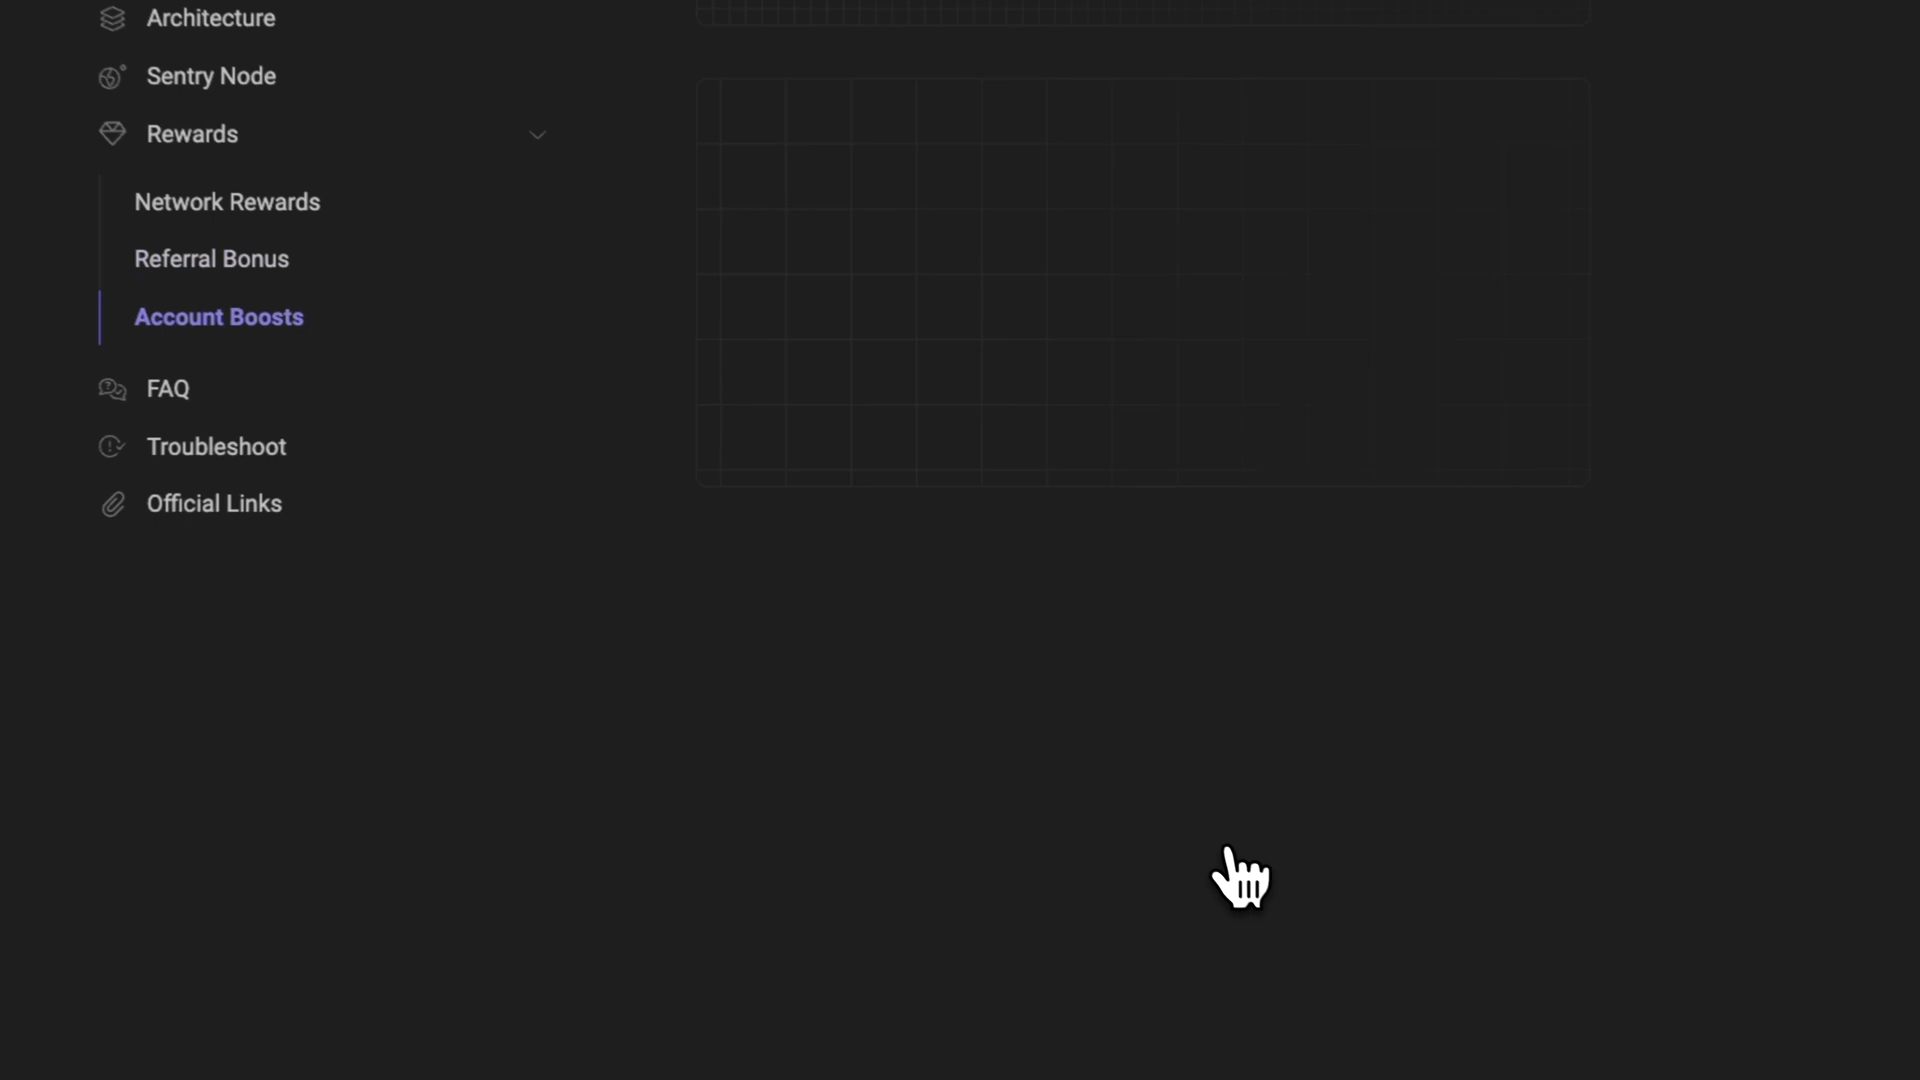 Architecture
Sentry Node
Rewards
Network Rewards
Referral Bonus
Account Boosts
FAQ
Troubleshoot
Official Links